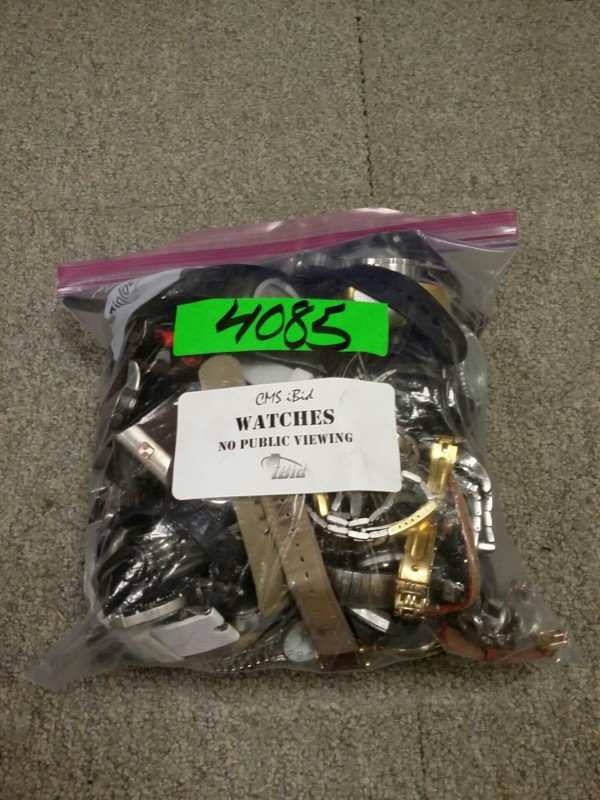 4085
CMS iBid
WATCHES
NO PUBLIC VIEWING
iBid